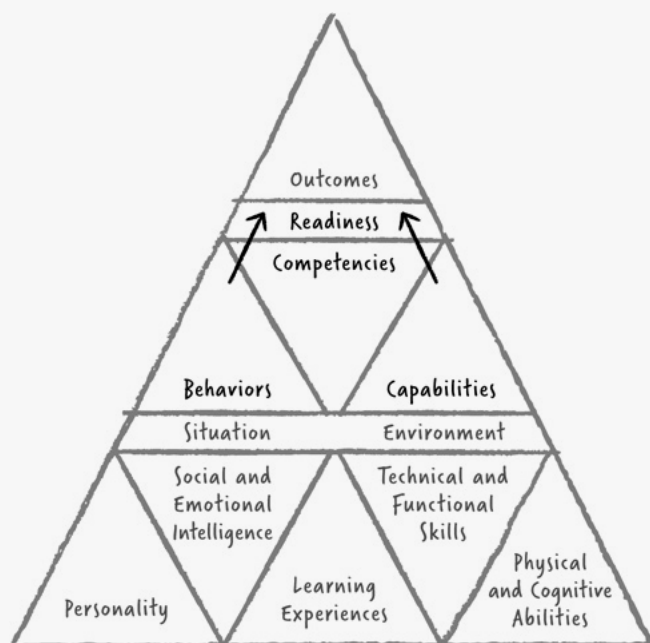 Outcomes
Readiness
Competencies
Behaviors
Capabilities
Situation
Environment
Social and
Emotional
Intelligence
Technical and
Functional
Skills
Personality
Learning
Experiences
Physical
and Cognitive
Abilities